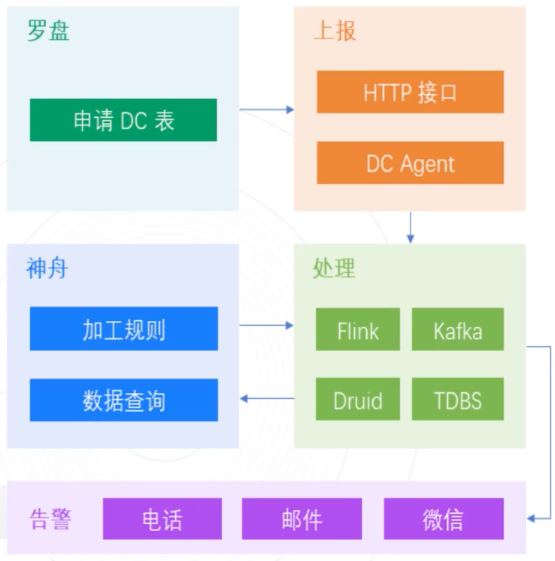 罗盘
申请 DC 表
上报
HTTP 接口
DC Agent
神舟
加工规则
数据查询
处理
Flink
Kafka
Druid
TDBS
告警
电话
邮件
微信